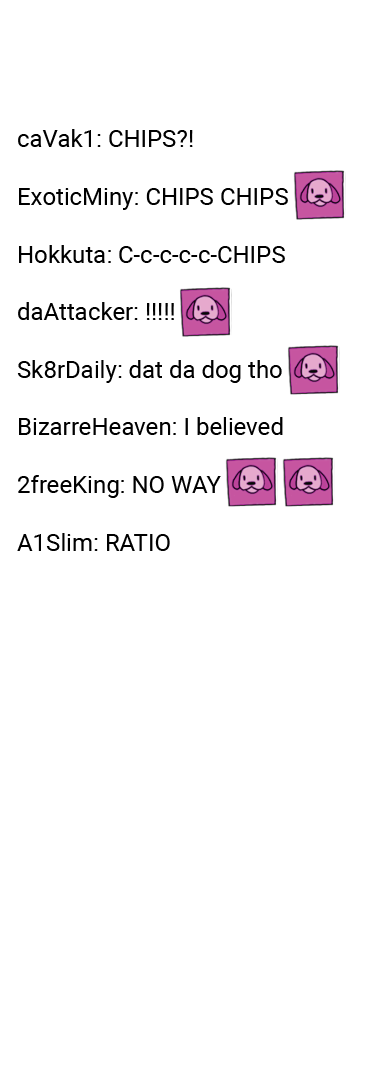 caVak1: CHIPS?!
ExoticMiny: CHIPS CHIPS
Hokkuta: C-c-c-c-c-CHIPS
daAttacker: !!!!!
Sk8rDaily: dat da dog tho
BizarreHeaven: I believed
2freeKing: NO WAY
A1Slim: RATIO